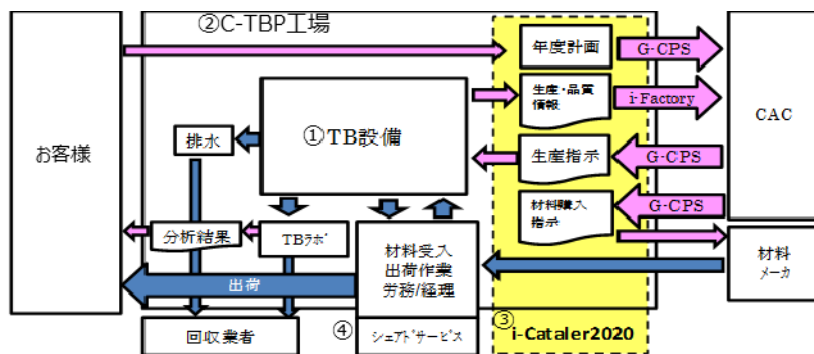 ②C-TBP工場
年度計画
G-CPS
生産・品質
情報
i-Factory
CAC
お客様
排水
①TB設備
生産指示
G-CPS
材料購入
指示
G-CPS
分析結果
TBラボ
材料受入
出荷作業
労務/経理
材料
メーカ
出荷
③
i-Cataler2020
回収業者
④
シェアドサービス